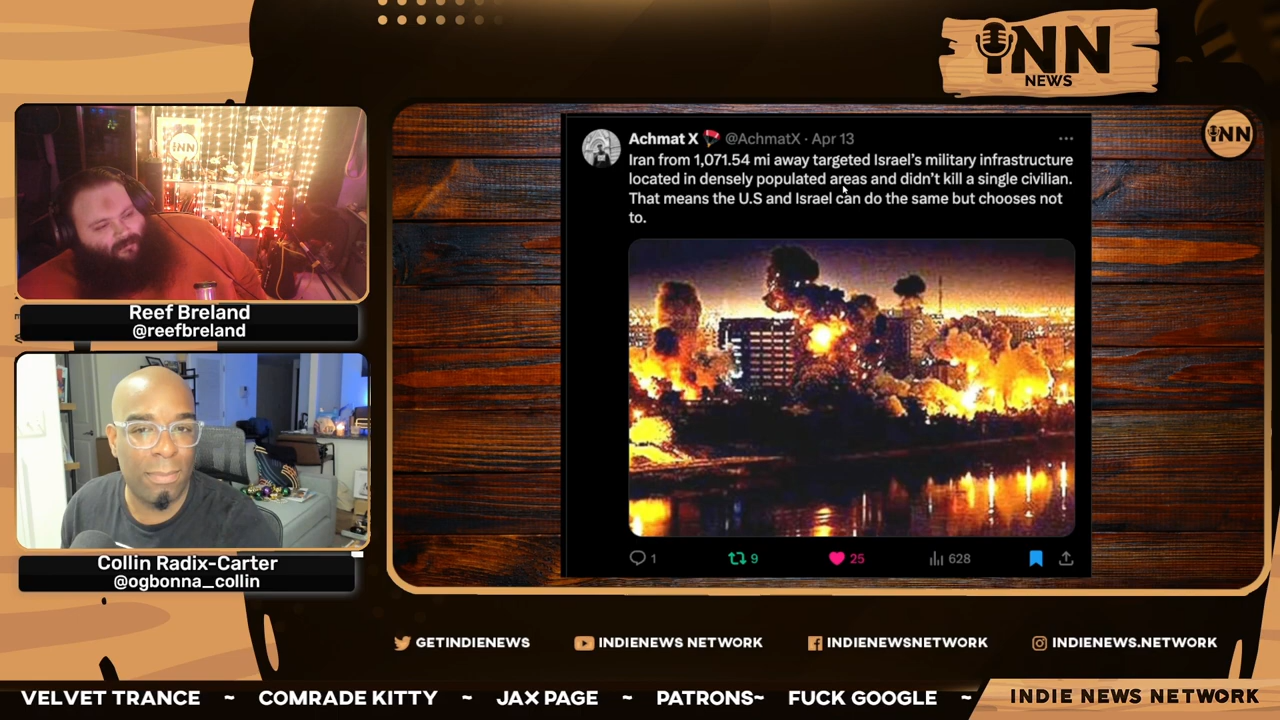 INN
NEWS
INN
INN
Achmat X @AchmatX · Apr 13
Iran from 1,071.54 mi away targeted Israel's military infrastructure
located in densely populated areas and didn't kill a single civilian.
That means the U.S and Israel can do the same but chooses not
to.
1 9 25 628
Reef Breland
@reefbreland
Collin Radix-Carter
@ogbonna_collin
GETINDIENEWS INDIENEWS NETWORK INDIENEWSNETWORK INDIENEWS.NETWORK
VELVET TRANCE ~ COMRADE KITTY ~ JAX PAGE ~ PATRONS~ FUCK GOOGLE ~ INDIE NEWS NETWORK